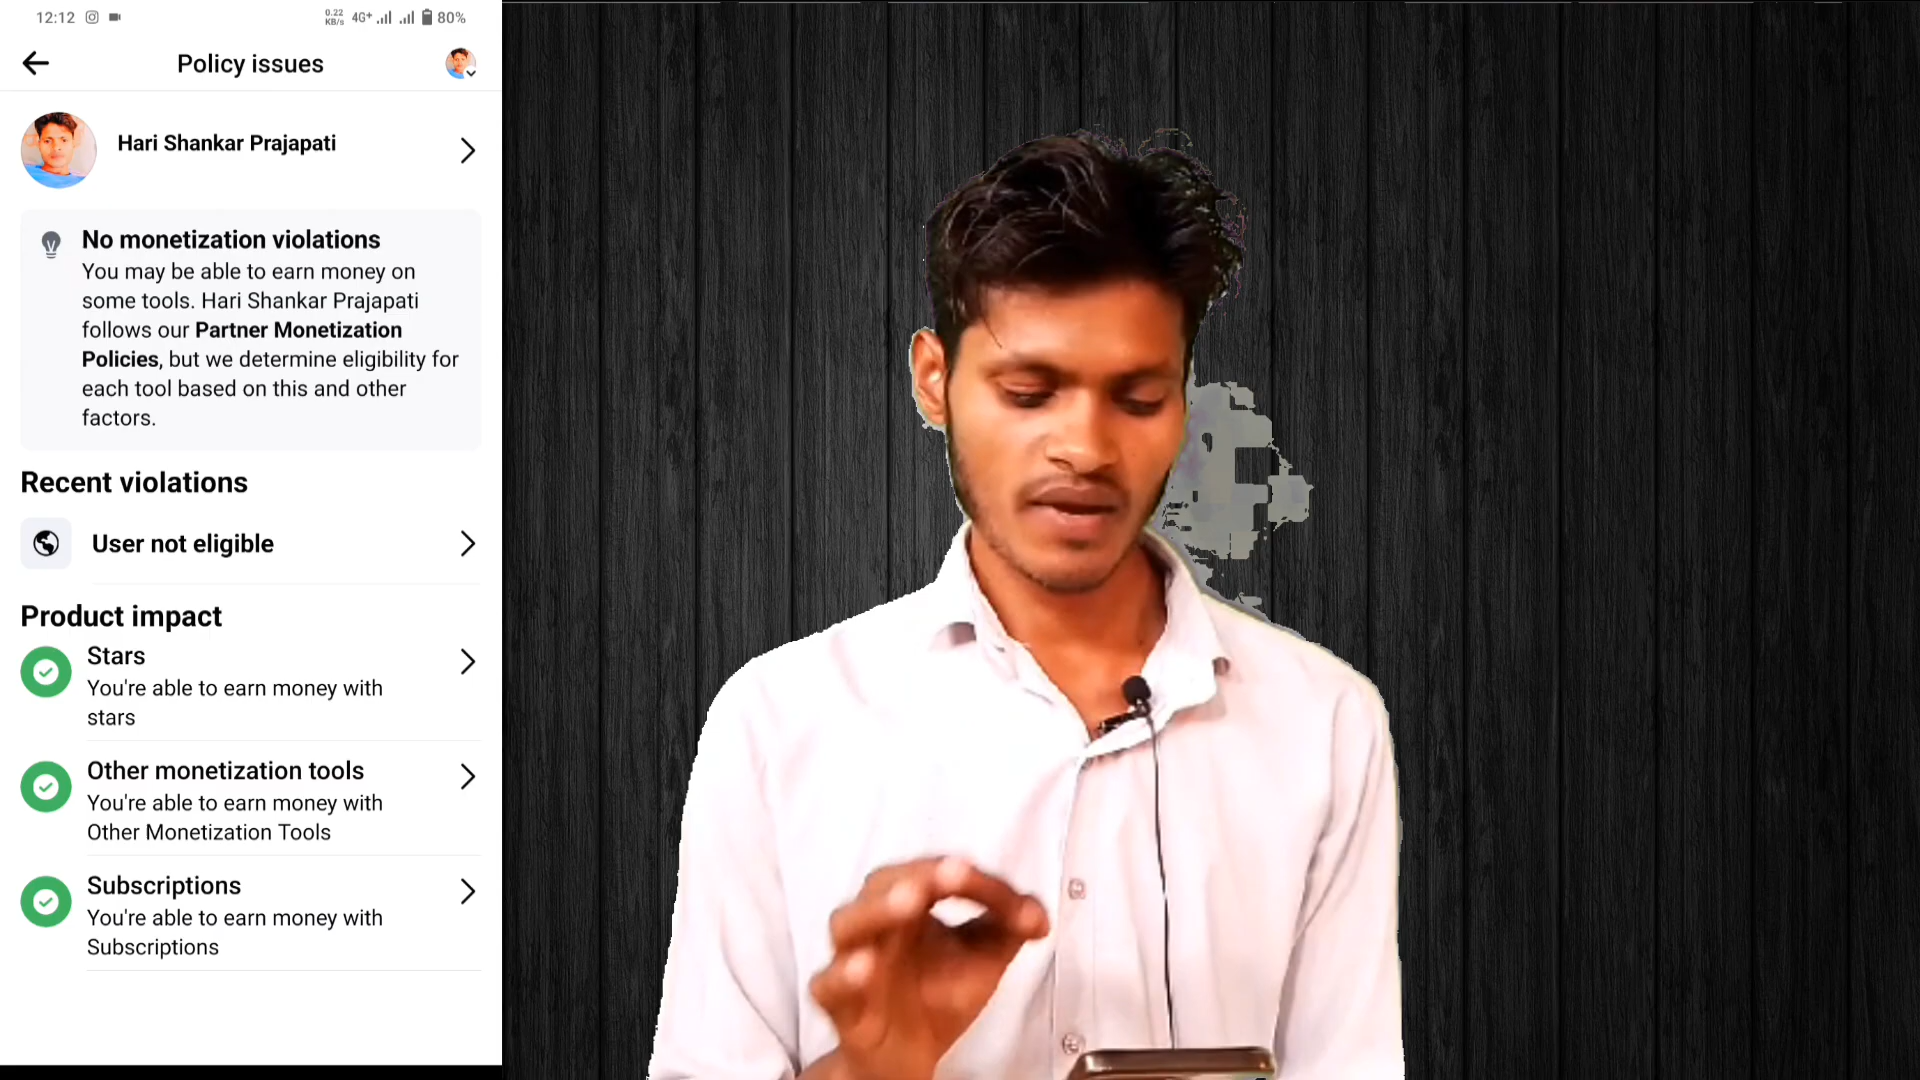 12:12
0.22
KB/s
4G+
80%
Policy issues
Hari Shankar Prajapati
No monetization violations
You may be able to earn money on
some tools. Hari Shankar Prajapati
follows our Partner Monetization
Policies, but we determine eligibility for
each tool based on this and other
factors.
Recent violations
User not eligible
Product impact
Stars
You're able to earn money with
stars
Other monetization tools
You're able to earn money with
Other Monetization Tools
Subscriptions
You're able to earn money with
Subscriptions